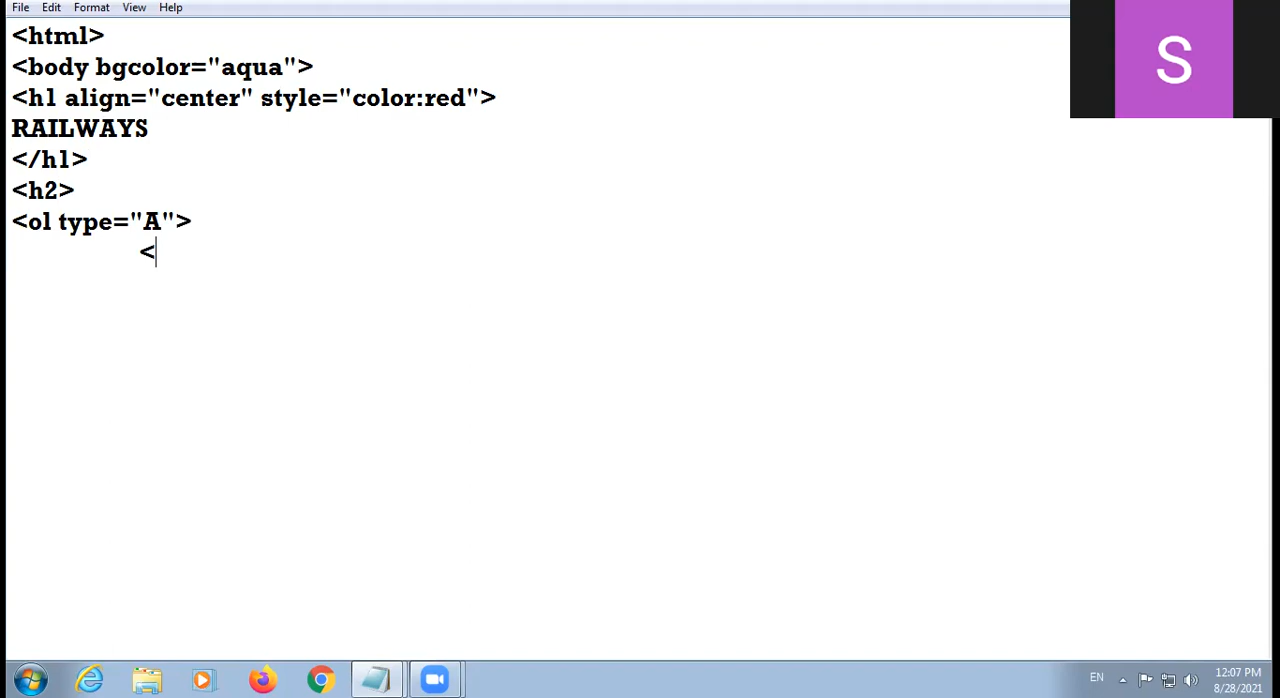 File Edit Format View Help
<html>
<body bgcolor="aqua">
<h1 align="center" style="color:red">
RAILWAYS
</h1>
<h2>
<ol type="A">
<
S
EN
12:07 PM
8/28/2021